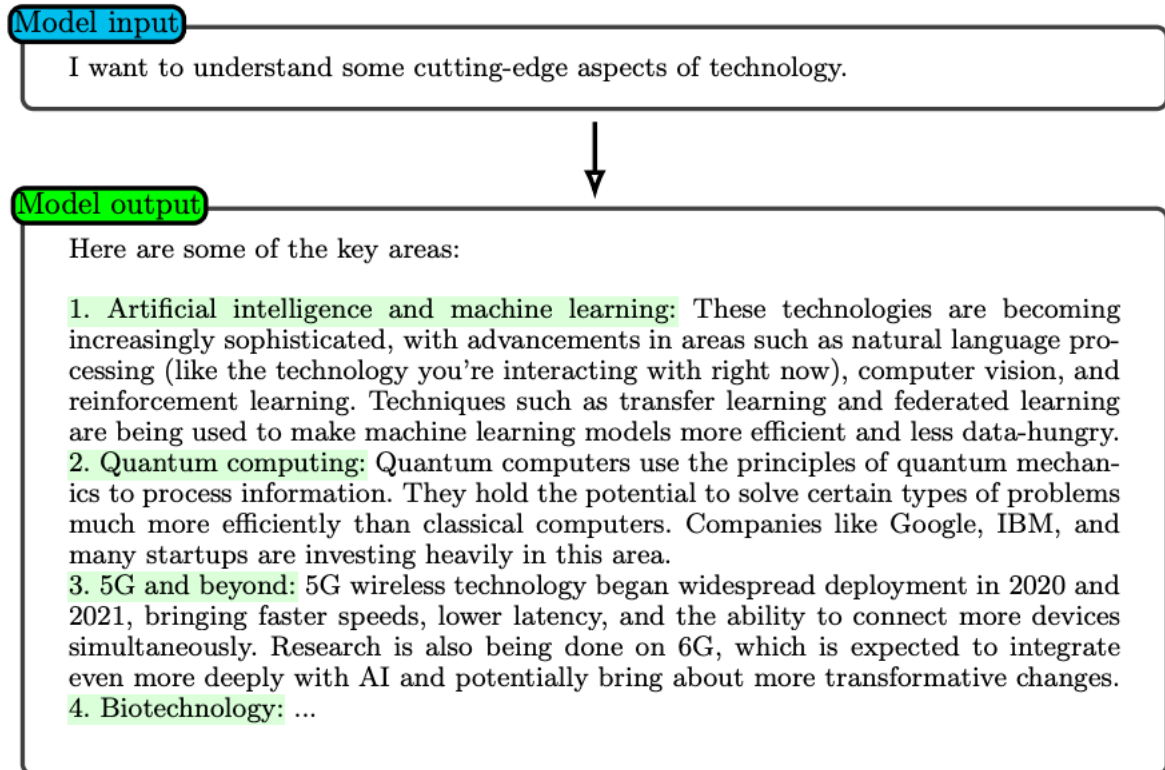 Model input
I want to understand some cutting-edge aspects of technology.
Model output
Here are some of the key areas:
1. Artificial intelligence and machine learning: These technologies are becoming
increasingly sophisticated, with advancements in areas such as natural language pro-
cessing (like the technology you're interacting with right now), computer vision, and
reinforcement learning. Techniques such as transfer learning and federated learning
are being used to make machine learning models more efficient and less data-hungry.
2. Quantum computing: Quantum computers use the principles of quantum mechan-
ics to process information. They hold the potential to solve certain types of problems
much more efficiently than classical computers. Companies like Google, IBM, and
many startups are investing heavily in this area.
3. 5G and beyond: 5G wireless technology began widespread deployment in 2020 and
2021, bringing faster speeds, lower latency, and the ability to connect more devices
simultaneously. Research is also being done on 6G, which is expected to integrate
even more deeply with AI and potentially bring about more transformative changes.
4. Biotechnology: ...